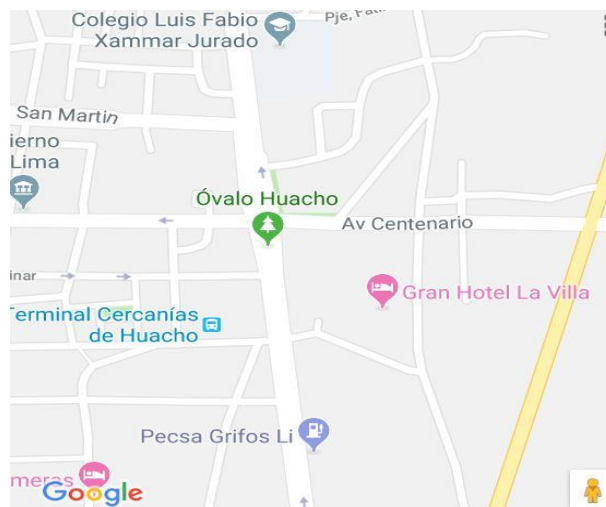 Colegio Luis Fabio
Xammar Jurado
Pje,
San Martin
ierno
Lima
Óvalo Huacho
Av Centenario
inar
Gran Hotel La Villa
Terminal Cercanías
de Huacho
Pecsa Grifos Li
meras
Google